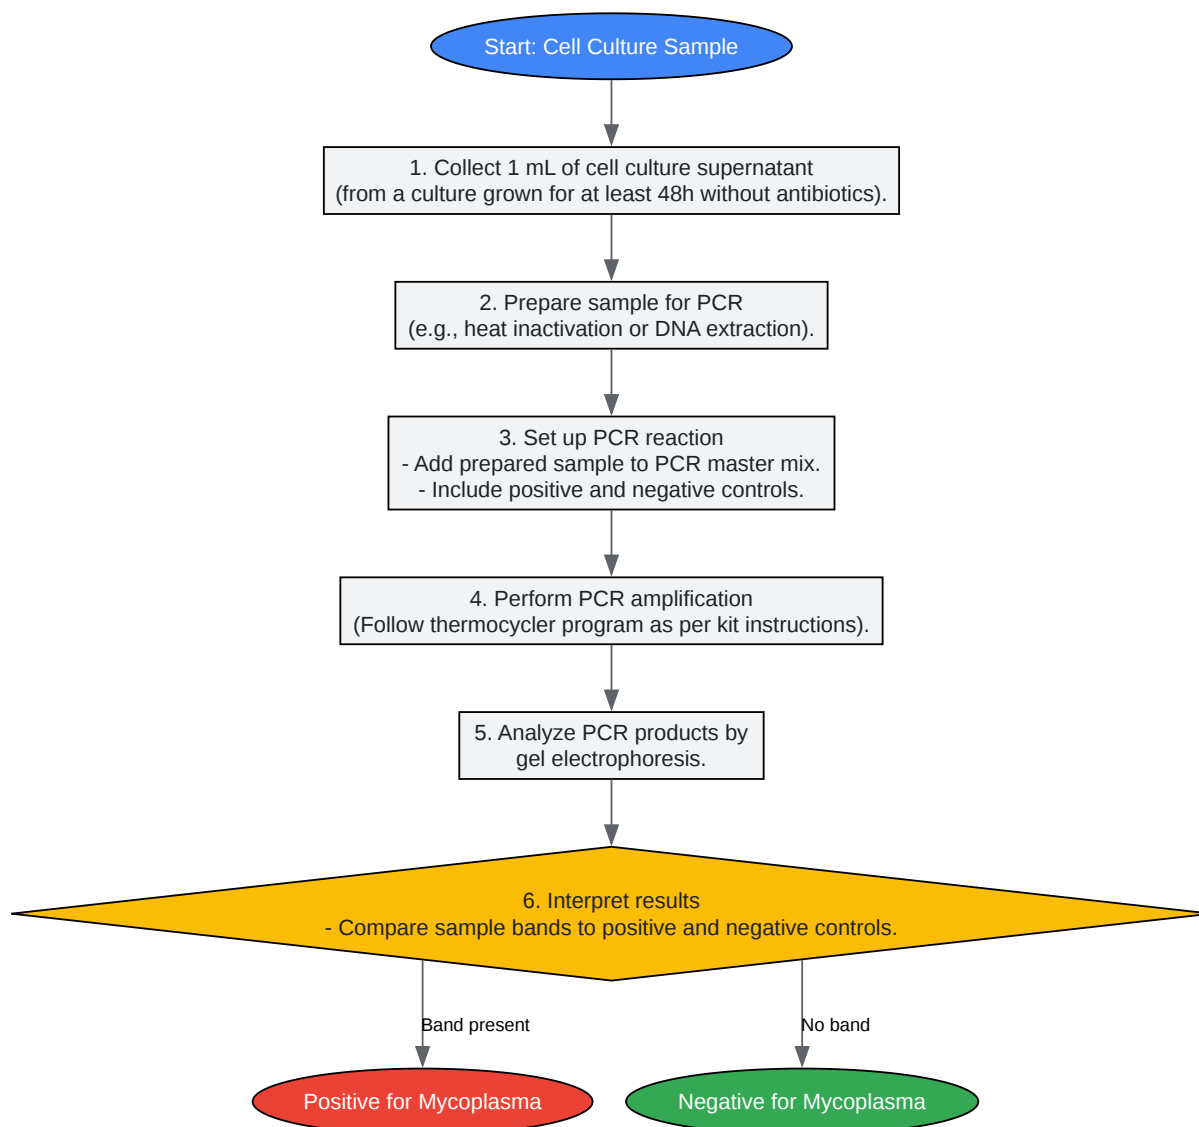 Start: Cell Culture Sample
1. Collect 1 mL of cell culture supernatant
(from a culture grown for at least 48h without antibiotics).
2. Prepare sample for PCR
(e.g., heat inactivation or DNA extraction).
3. Set up PCR reaction
- Add prepared sample to PCR master mix.
- Include positive and negative controls.
4. Perform PCR amplification
(Follow thermocycler program as per kit instructions).
5. Analyze PCR products by
gel electrophoresis.
6. Interpret results
- Compare sample bands to positive and negative controls.
Band present
No band
Positive for Mycoplasma
Negative for Mycoplasma